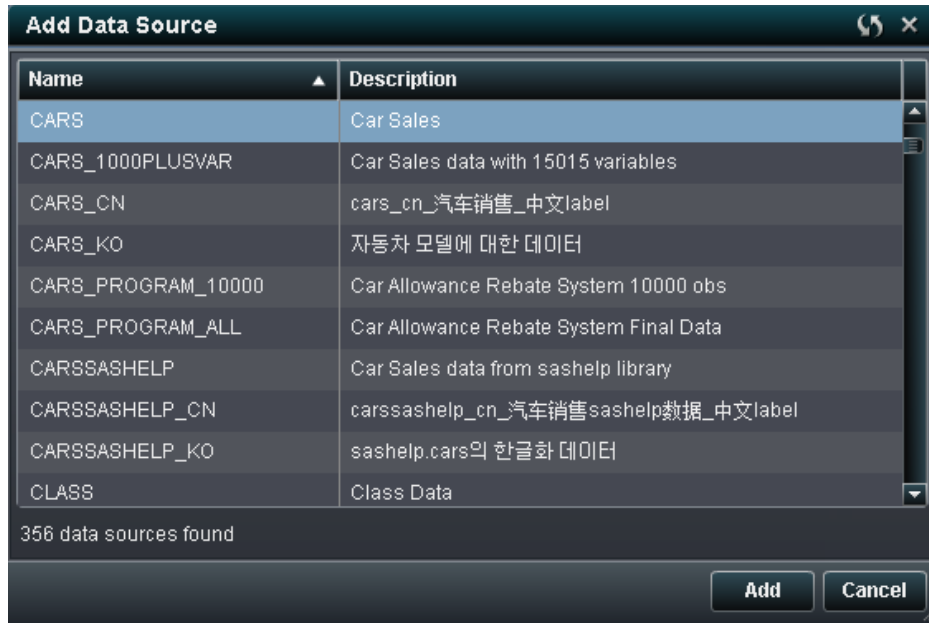 Add Data Source
Name Description
CARS Car Sales
CARS_1000PLUSVAR Car Sales data with 15015 variables
CARS_CN cars_cn_汽车销售_中文label
CARS_KO 자동차 모델에 대한 데이터
CARS_PROGRAM_10000 Car Allowance Rebate System 10000 obs
CARS_PROGRAM_ALL Car Allowance Rebate System Final Data
CARSSASHELP Car Sales data from sashelp library
CARSSASHELP_CN carssashelp_cn_汽车销售sashelp数据_中文label
CARSSASHELP_KO sashelp.cars의 한글화 데이터
CLASS Class Data
356 data sources found
Add Cancel